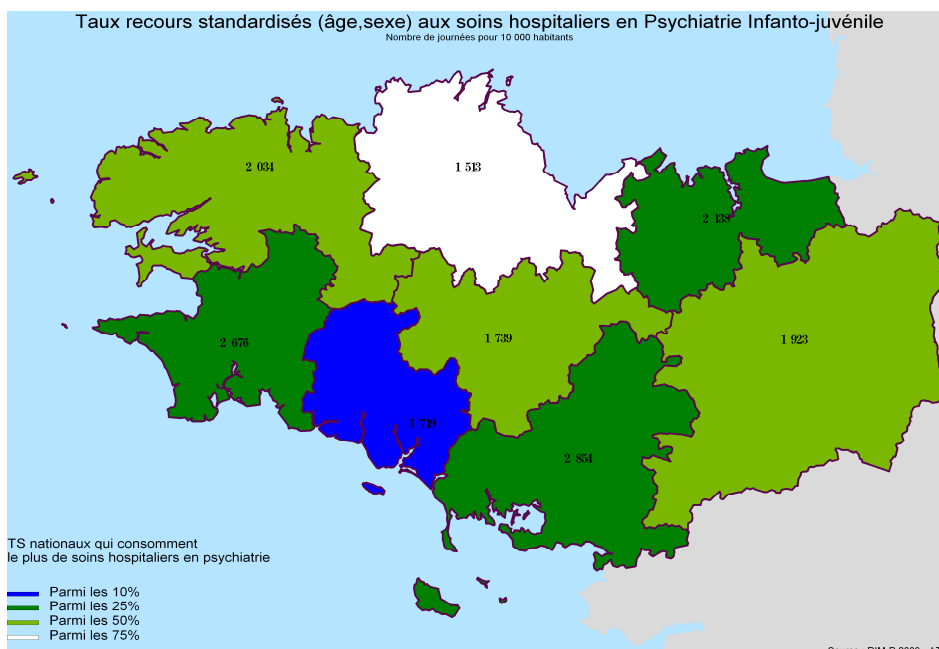 Taux recours standardisés (âge,sexe) aux soins hospitaliers en Psychiatrie Infanto-juvénile
Nombre de journées pour 10 000 habitants
2 034
1 513
2 138
2 676
1 739
1 923
3 719
2 854
TS nationaux qui consomment
le plus de soins hospitaliers en psychiatrie
Parmi les 10%
Parmi les 25%
Parmi les 50%
Parmi les 75%